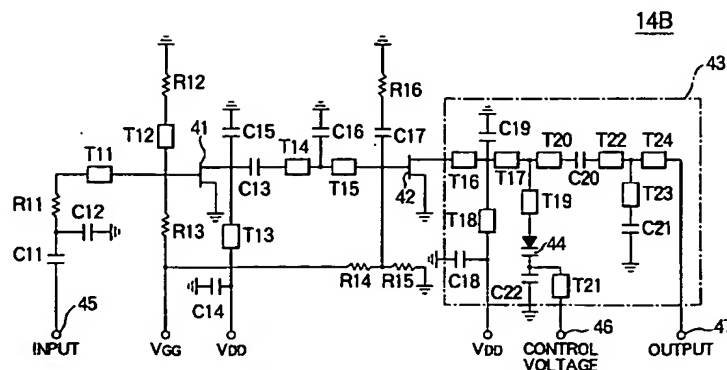 14B
43
R12
R16
T12
41
C15
C16
C17
C19
T11
T14
T20
T22
T24
C13
T15
T16
T17
C20
42
R11
C12
R13
T13
T18
T19
T23
C11
C21
44
C18
R14
R15
C22
T21
C14
45
46
47
INPUT
VGG
VDD
VDD
CONTROL
VOLTAGE
OUTPUT